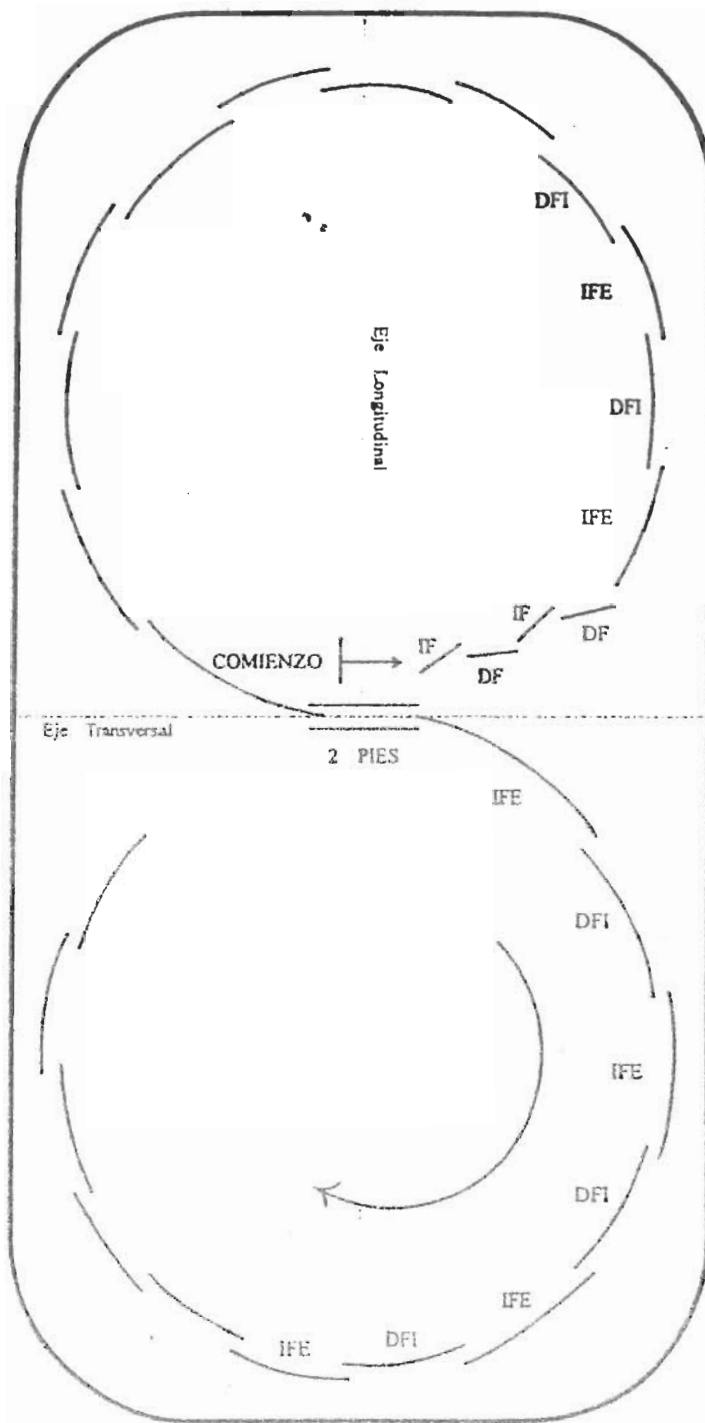 DFI
IFE
Eje Longitudinal
DFI
IFE
IF
DF
COMIENZO
IF
DF
Eje Transversal
2 PIES
IFE
DFI
IFE
DFI
IFE
DFI
IFE